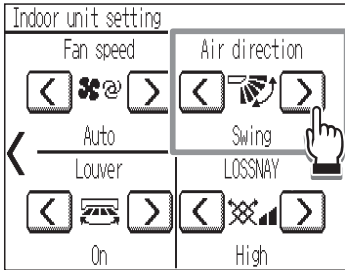 Indoor unit setting
Fan speed
Air direction
Auto
Swing
Louver
LOSSNAY
On
High